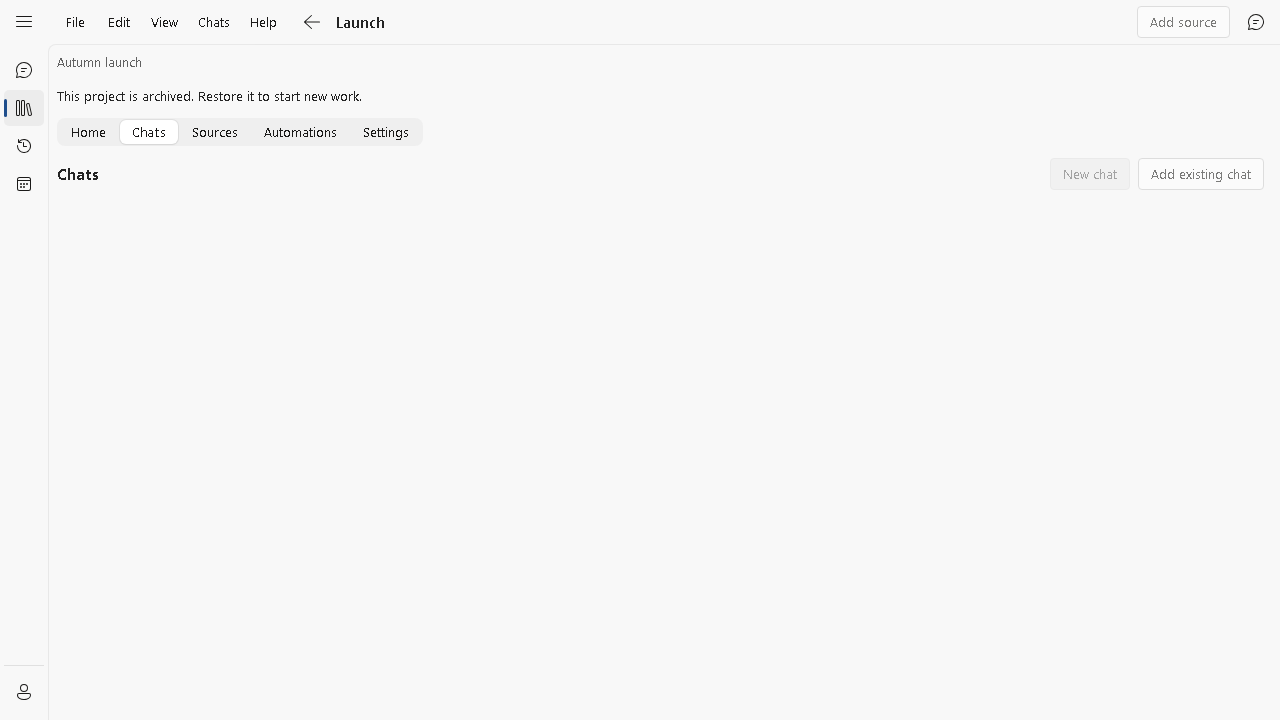 File Edit View Chats Help Launch Add source
Autumn launch
This project is archived. Restore it to start new work.
Home Chats Sources Automations Settings
Chats New chat Add existing chat